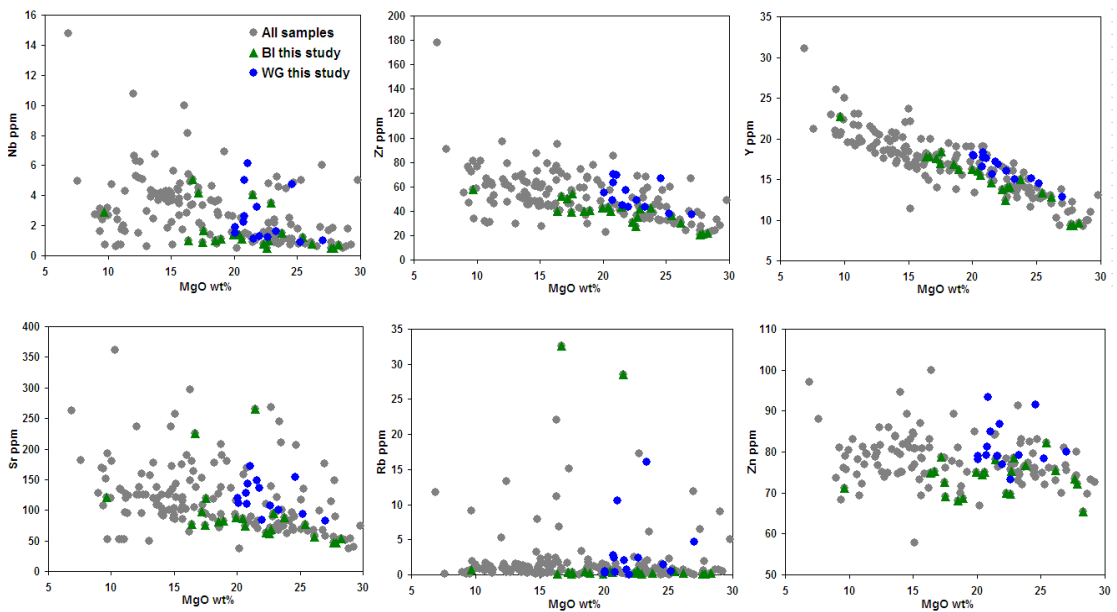 Nb ppm
16
14
12
10
8
6
4
2
0
5 10 15 20 25 30
MgO wt%
All samples
BI this study
WG this study
Zr ppm
200
180
160
140
120
100
80
60
40
20
0
5 10 15 20 25 30
MgO wt%
Y ppm
35
30
25
20
15
10
5
5 10 15 20 25 30
MgO wt%
Sr ppm
400
350
300
250
200
150
100
50
0
5 10 15 20 25 30
MgO wt%
Rb ppm
35
30
25
20
15
10
5
0
5 10 15 20 25 30
MgO wt%
Zn ppm
110
100
90
80
70
60
50
5 10 15 20 25 30
MgO wt%